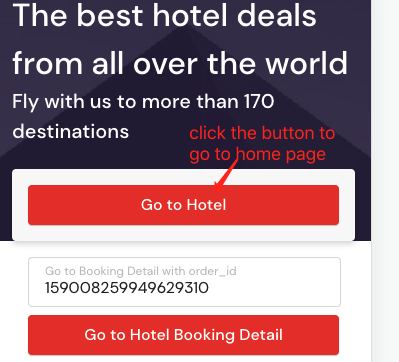 The best hotel deals
from all over the world
Fly with us to more than 170
destinations
click the button to
go to home page
Go to Hotel
Go to Booking Detail with order_id
159008259949629310
Go to Hotel Booking Detail